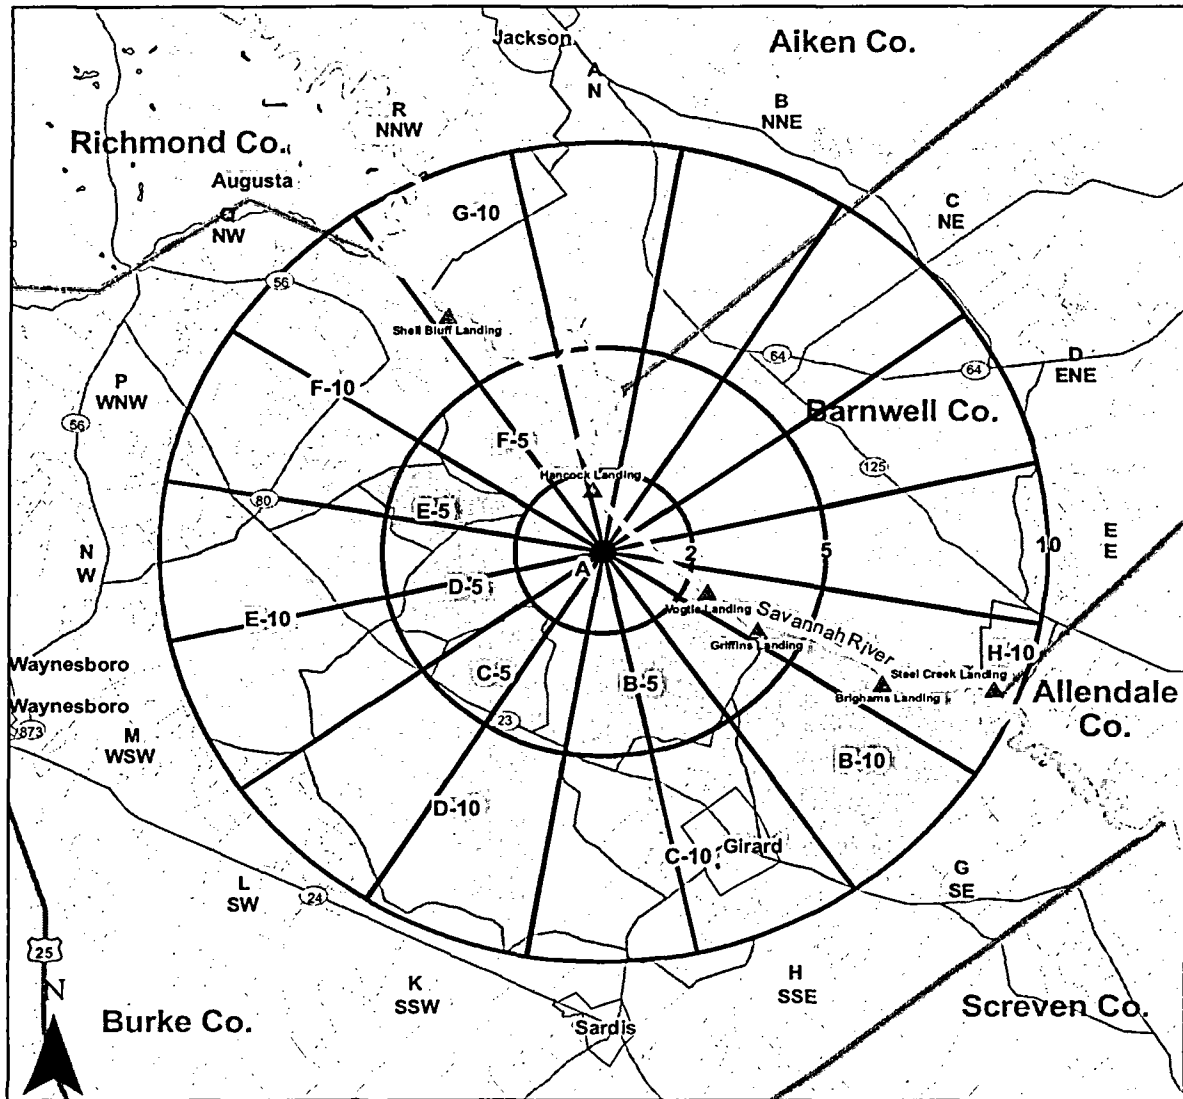 Jackson
Aiken Co.
A
N
B
NNE
R
NNW
Richmond Co.
Augusta
NW
C
NE
G-10
56
Shell Bluff Landing
64
64
D
ENE
P
WNW
F-10
Barnwell Co.
56
F-5
Hancock Landing
125
80
E-5
N
W
2
5
10
E
E
A
D-5
Vogtle Landing
Savannah River
E-10
Griffins Landing
H-10
Waynesboro
Steel Creek Landing
C-5
B-5
Brighams Landing
Allendale
Co.
Waynesboro
873
M
WSW
23
B-10
D-10
C-10
Girard
L
SW
24
G
SE
25
N
K
SSW
H
SSE
Burke Co.
Sardis
Screven Co.